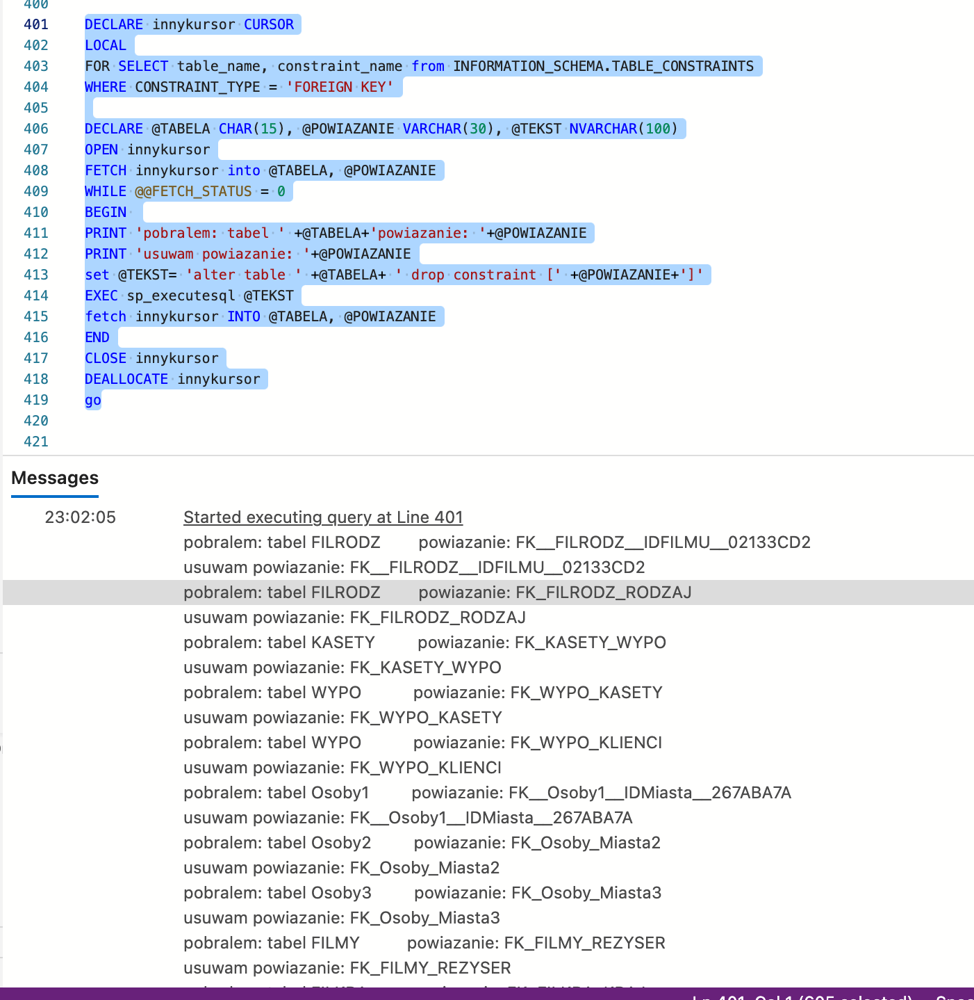 400
401 DECLARE innykursor CURSOR
402 LOCAL
403 FOR SELECT table_name, constraint_name from INFORMATION_SCHEMA.TABLE_CONSTRAINTS
404 WHERE CONSTRAINT_TYPE = 'FOREIGN KEY'
405
406 DECLARE @TABELA CHAR(15), @POWIAZANIE VARCHAR(30), @TEKST NVARCHAR(100)
407 OPEN innykursor
408 FETCH innykursor into @TABELA, @POWIAZANIE
409 WHILE @@FETCH_STATUS = 0
410 BEGIN
411 PRINT 'pobralem: tabel ' +@TABELA+'powiazanie: '+@POWIAZANIE
412 PRINT 'usuwam powiazanie: '+@POWIAZANIE
413 set @TEKST= 'alter table ' +@TABELA+ ' drop constraint [' +@POWIAZANIE+']'
414 EXEC sp_executesql @TEKST
415 fetch innykursor INTO @TABELA, @POWIAZANIE
416 END
417 CLOSE innykursor
418 DEALLOCATE innykursor
419 go
420
421
Messages
23:02:05 Started executing query at Line 401
pobralem: tabel FILRODZ powiazanie: FK__FILRODZ__IDFILMU__02133CD2
usuwam powiazanie: FK__FILRODZ__IDFILMU__02133CD2
pobralem: tabel FILRODZ powiazanie: FK_FILRODZ_RODZAJ
usuwam powiazanie: FK_FILRODZ_RODZAJ
pobralem: tabel KASETY powiazanie: FK_KASETY_WYPO
usuwam powiazanie: FK_KASETY_WYPO
pobralem: tabel WYPO powiazanie: FK_WYPO_KASETY
usuwam powiazanie: FK_WYPO_KASETY
pobralem: tabel WYPO powiazanie: FK_WYPO_KLIENCI
usuwam powiazanie: FK_WYPO_KLIENCI
pobralem: tabel Osoby1 powiazanie: FK__Osoby1__IDMiasta__267ABA7A
usuwam powiazanie: FK__Osoby1__IDMiasta__267ABA7A
pobralem: tabel Osoby2 powiazanie: FK_Osoby_Miasta2
usuwam powiazanie: FK_Osoby_Miasta2
pobralem: tabel Osoby3 powiazanie: FK_Osoby_Miasta3
usuwam powiazanie: FK_Osoby_Miasta3
pobralem: tabel FILMY powiazanie: FK_FILMY_REZYSER
usuwam powiazanie: FK_FILMY_REZYSER